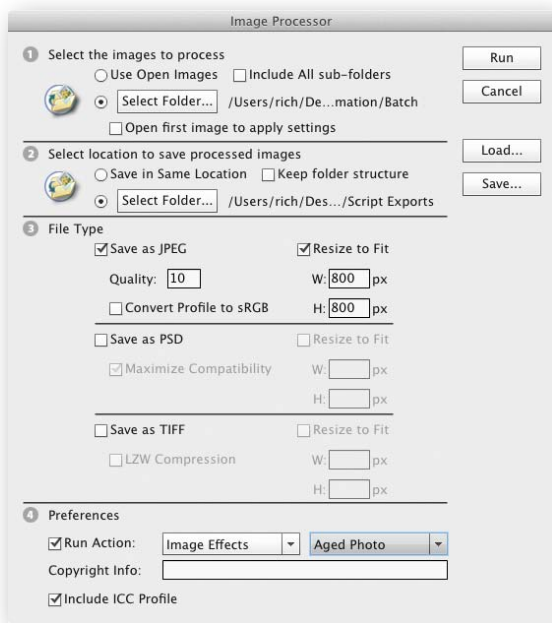 Image Processor
1 Select the images to process
Use Open Images Include All sub-folders
Select Folder... /Users/rich/De...mation/Batch
Open first image to apply settings
Run
Cancel
2 Select location to save processed images
Save in Same Location Keep folder structure
Select Folder... /Users/rich/Des.../Script Exports
Load...
Save...
3 File Type
Save as JPEG Resize to Fit
Quality: 10 W: 800 px
Convert Profile to sRGB H: 800 px
Save as PSD Resize to Fit
Maximize Compatibility W: px
H: px
Save as TIFF Resize to Fit
LZW Compression W: px
H: px
4 Preferences
Run Action: Image Effects Aged Photo
Copyright Info:
Include ICC Profile